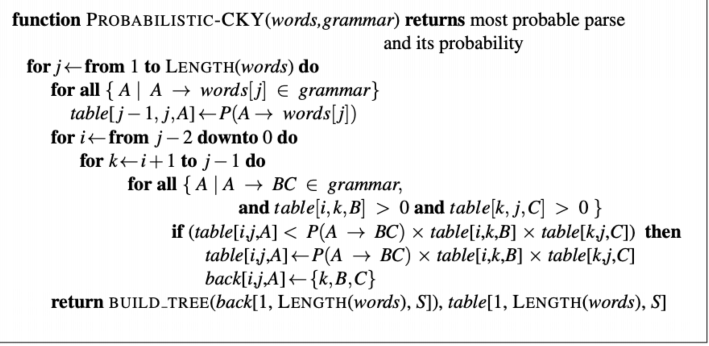 function PROBABILISTIC-CKY(words,grammar) returns most probable parse
and its probability
for j←from 1 to LENGTH(words) do
for all { A | A → words[j] ∈ grammar}
table[j−1, j, A]←P(A → words[j])
for i←from j−2 downto 0 do
for k←i+1 to j−1 do
for all { A | A → BC ∈ grammar,
and table[i,k,B] > 0 and table[k, j,C] > 0 }
if (table[i,j,A] < P(A → BC) × table[i,k,B] × table[k,j,C]) then
table[i,j,A]←P(A → BC) × table[i,k,B] × table[k,j,C]
back[i,j,A]←{k,B,C}
return BUILD_TREE(back[1, LENGTH(words), S]), table[1, LENGTH(words), S]